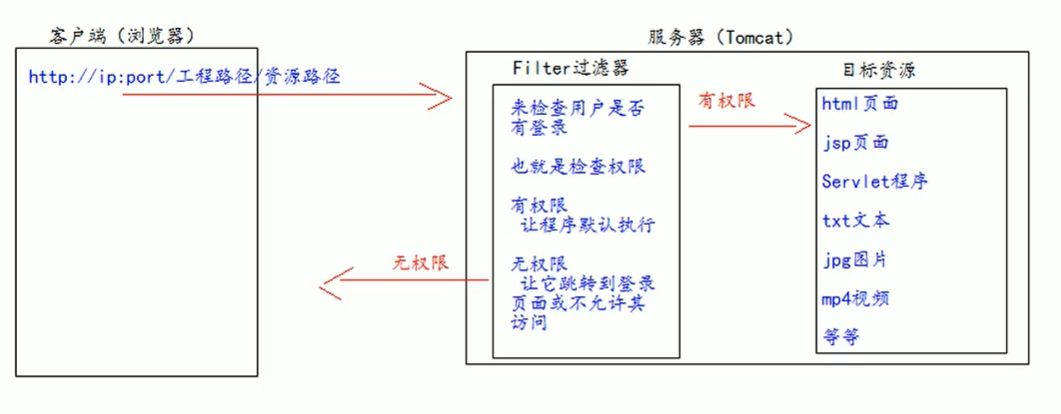 客户端（浏览器）
http://ip:port/工程路径/资源路径
服务器（Tomcat）
Filter过滤器
来检查用户是否
有登录
也就是检查权限
有权限
让程序默认执行
无权限
让它跳转到登录
页面或不允许其
访问
有权限
无权限
目标资源
html页面
jsp页面
Servlet程序
txt文本
jpg图片
mp4视频
等等